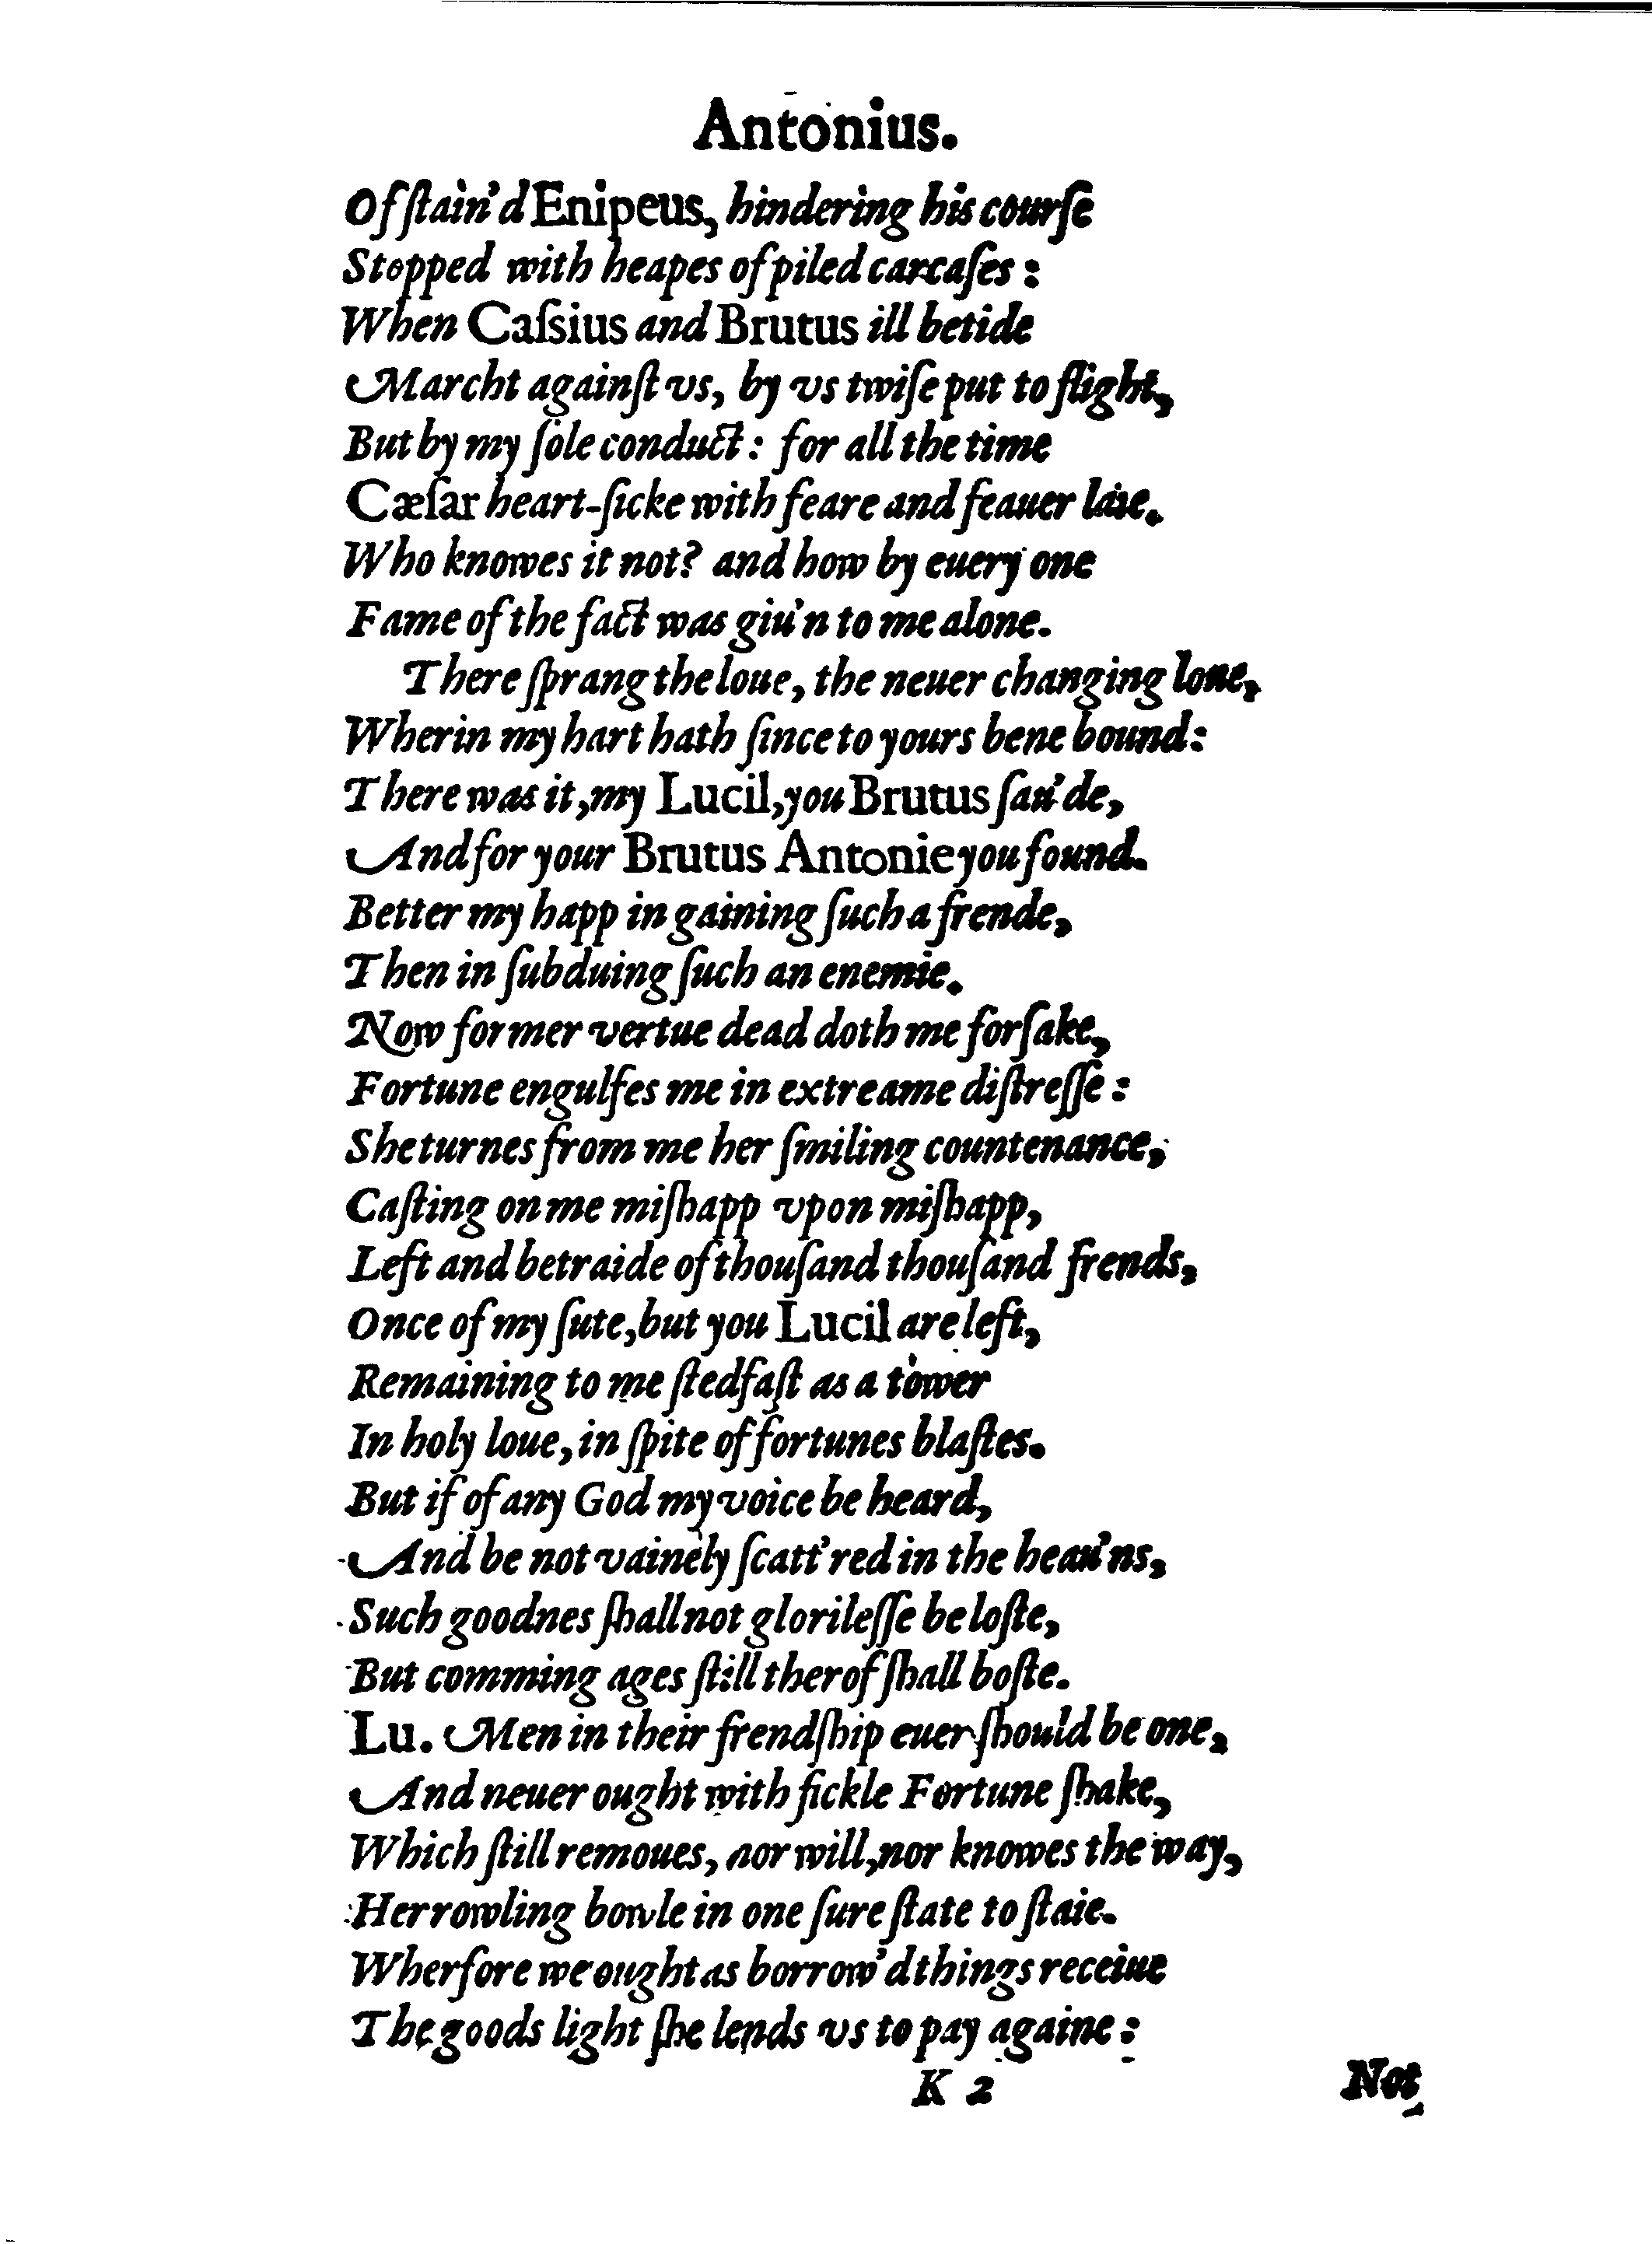 Antonius.
Of ſtain'd Enipeus, hindering his courſe
Stopped with heapes of piled carcaſes:
When Caſsius and Brutus ill betide
Marcht againſt vs, by vs twiſe put to flight,
But by my ſole conduct: for all the time
Cæſar heart-ſicke with feare and feauer laie.
Who knowes it not? and how by euery one
Fame of the fact was giu'n to me alone.
There ſprang the loue, the neuer changing loue,
Wherin my hart hath ſince to yours bene bound:
There was it, my Lucil, you Brutus ſau'de,
And for your Brutus Antonie you found.
Better my happ in gaining ſuch a frende,
Then in ſubduing ſuch an enemie.
Now former vertue dead doth me forſake,
Fortune engulfes me in extreame diſtreſſe:
She turnes from me her ſmiling countenance,
Caſting on me miſhapp vpon miſhapp,
Left and betraide of thouſand thouſand frends,
Once of my ſute, but you Lucil are left,
Remaining to me ſtedfaſt as a tower
In holy loue, in ſpite of fortunes blaſtes.
But if of any God my voice be heard,
And be not vainely ſcatt'red in the heau'ns,
Such goodnes ſhall not glorileſſe be loſte,
But comming ages ſtill therof ſhall boſte.
Lu. Men in their frendſhip euer ſhould be one,
And neuer ought with fickle Fortune ſhake,
Which ſtill remoues, nor will, nor knowes the way,
Her rowling bowle in one ſure ſtate to ſtaie.
Wherfore we ought as borrow'd things receiue
The goods light ſhe lends vs to pay againe:
K 2 Not